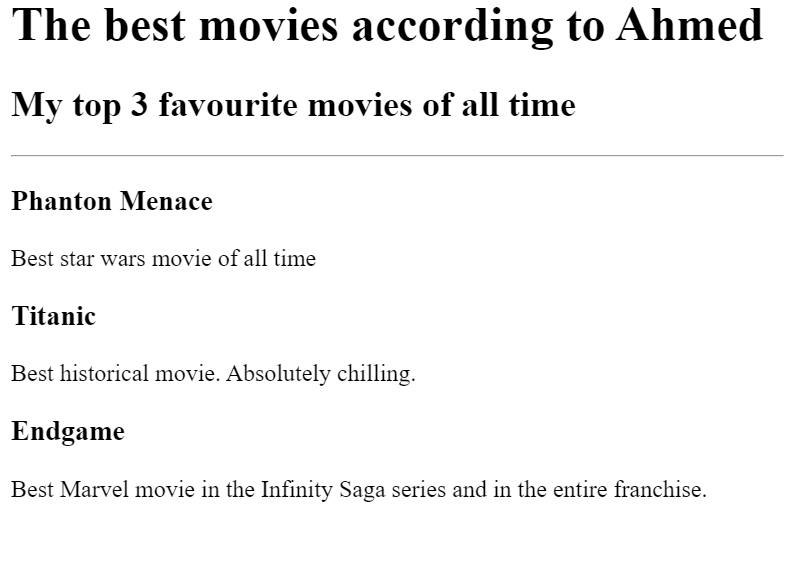 The best movies according to Ahmed
My top 3 favourite movies of all time
Phanton Menace
Best star wars movie of all time
Titanic
Best historical movie. Absolutely chilling.
Endgame
Best Marvel movie in the Infinity Saga series and in the entire franchise.